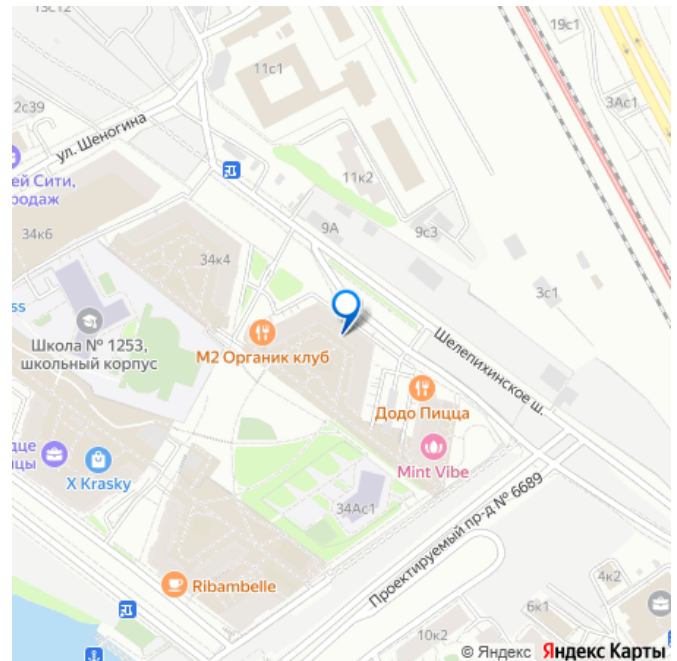 13с12
19с1
11с1
3Ас1
2с39
ул. Шеногина
11к2
ей Сити,
родаж
34к6
9А
9с3
34к4
3с1
ss
Школа № 1253,
школьный корпус
М2 Органик клуб
Шелепихинское ш.
Додо Пицца
Mint Vibe
дце
ицы
X Krasky
34Ас1
Проектируемый пр-д № 6689
Ribambelle
4к2
6к1
10к2
© Яндекс Яндекс Карты